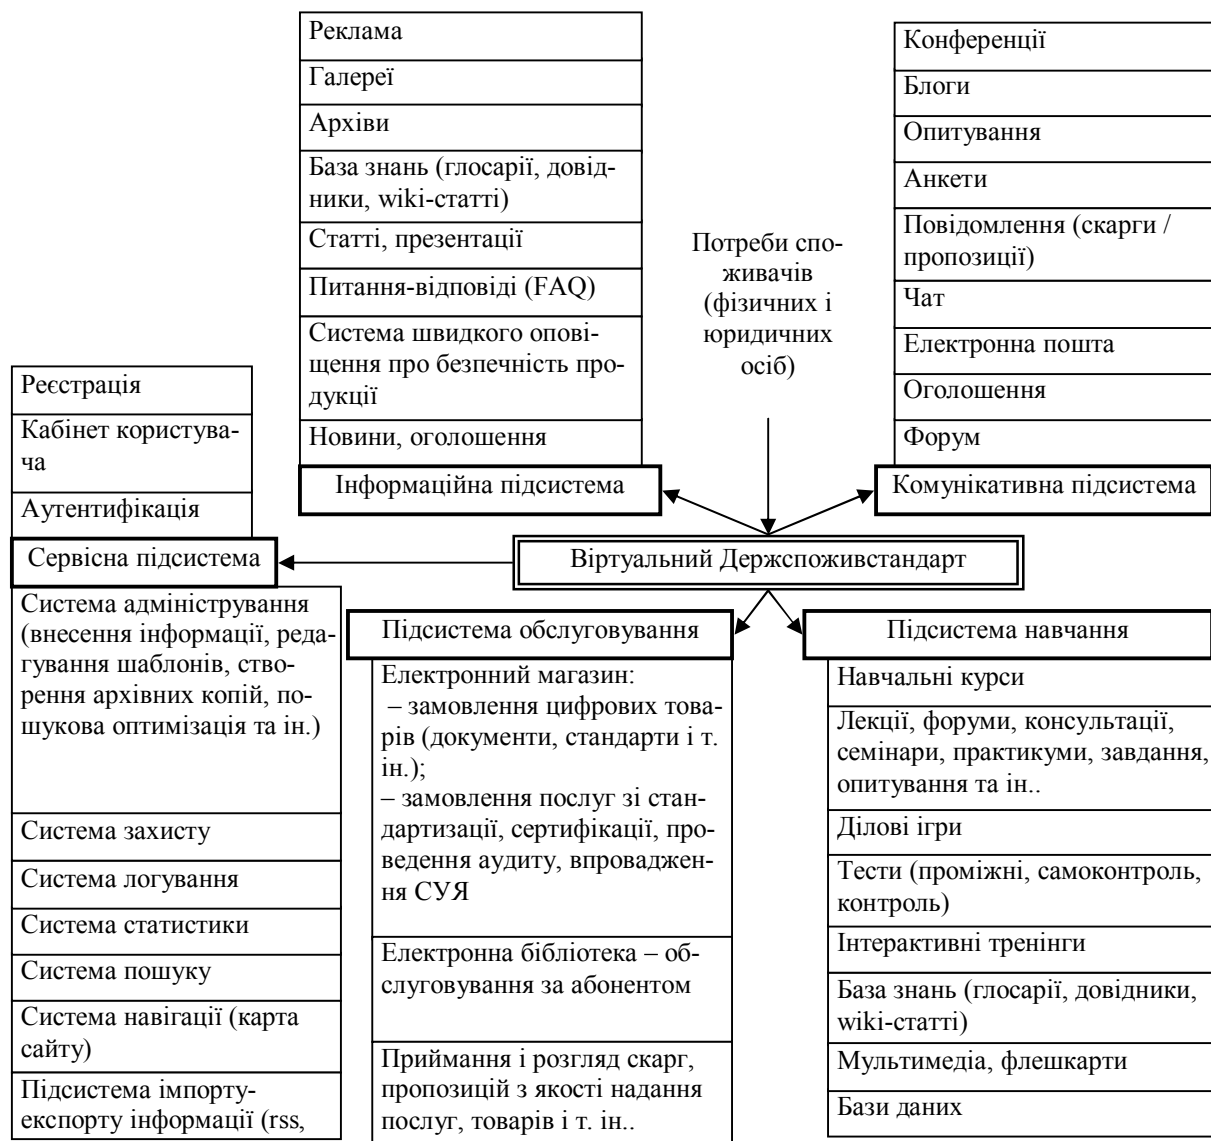 Реклама
Галереї
Архіви
База знань (глосарії, довід-
ники, wiki-статті)
Статті, презентації
Питання-відповіді (FAQ)
Система швидкого опові-
щення про безпечність про-
дукції
Новини, оголошення
Інформаційна підсистема
Потреби спо-
живачів
(фізичних і
юридичних
осіб)
Конференції
Блоги
Опитування
Анкети
Повідомлення (скарги /
пропозиції)
Чат
Електронна пошта
Оголошення
Форум
Комунікативна підсистема
Реєстрація
Кабінет користува-
ча
Аутентифікація
Сервісна підсистема
Віртуальний Держспоживстандарт
Система адміністрування
(внесення інформації, реда-
гування шаблонів, ство-
рення архівних копій, по-
шукова оптимізація та ін.)
Система захисту
Система логування
Система статистики
Система пошуку
Система навігації (карта
сайту)
Підсистема імпорту-
експорту інформації (rss,
Підсистема обслуговування
Електронний магазин:
– замовлення цифрових това-
рів (документи, стандарти і т.
ін.);
– замовлення послуг зі стан-
дартизації, сертифікації, про-
ведення аудиту, впроваджен-
ня СУЯ
Електронна бібліотека – об-
слуговування за абонентом
Приймання і розгляд скарг,
пропозицій з якості надання
послуг, товарів і т. ін..
Підсистема навчання
Навчальні курси
Лекції, форуми, консультації,
семінари, практикуми, завдання,
опитування та ін..
Ділові ігри
Тести (проміжні, самоконтроль,
контроль)
Інтерактивні тренінги
База знань (глосарії, довідники,
wiki-статті)
Мультимедіа, флешкарти
Бази даних